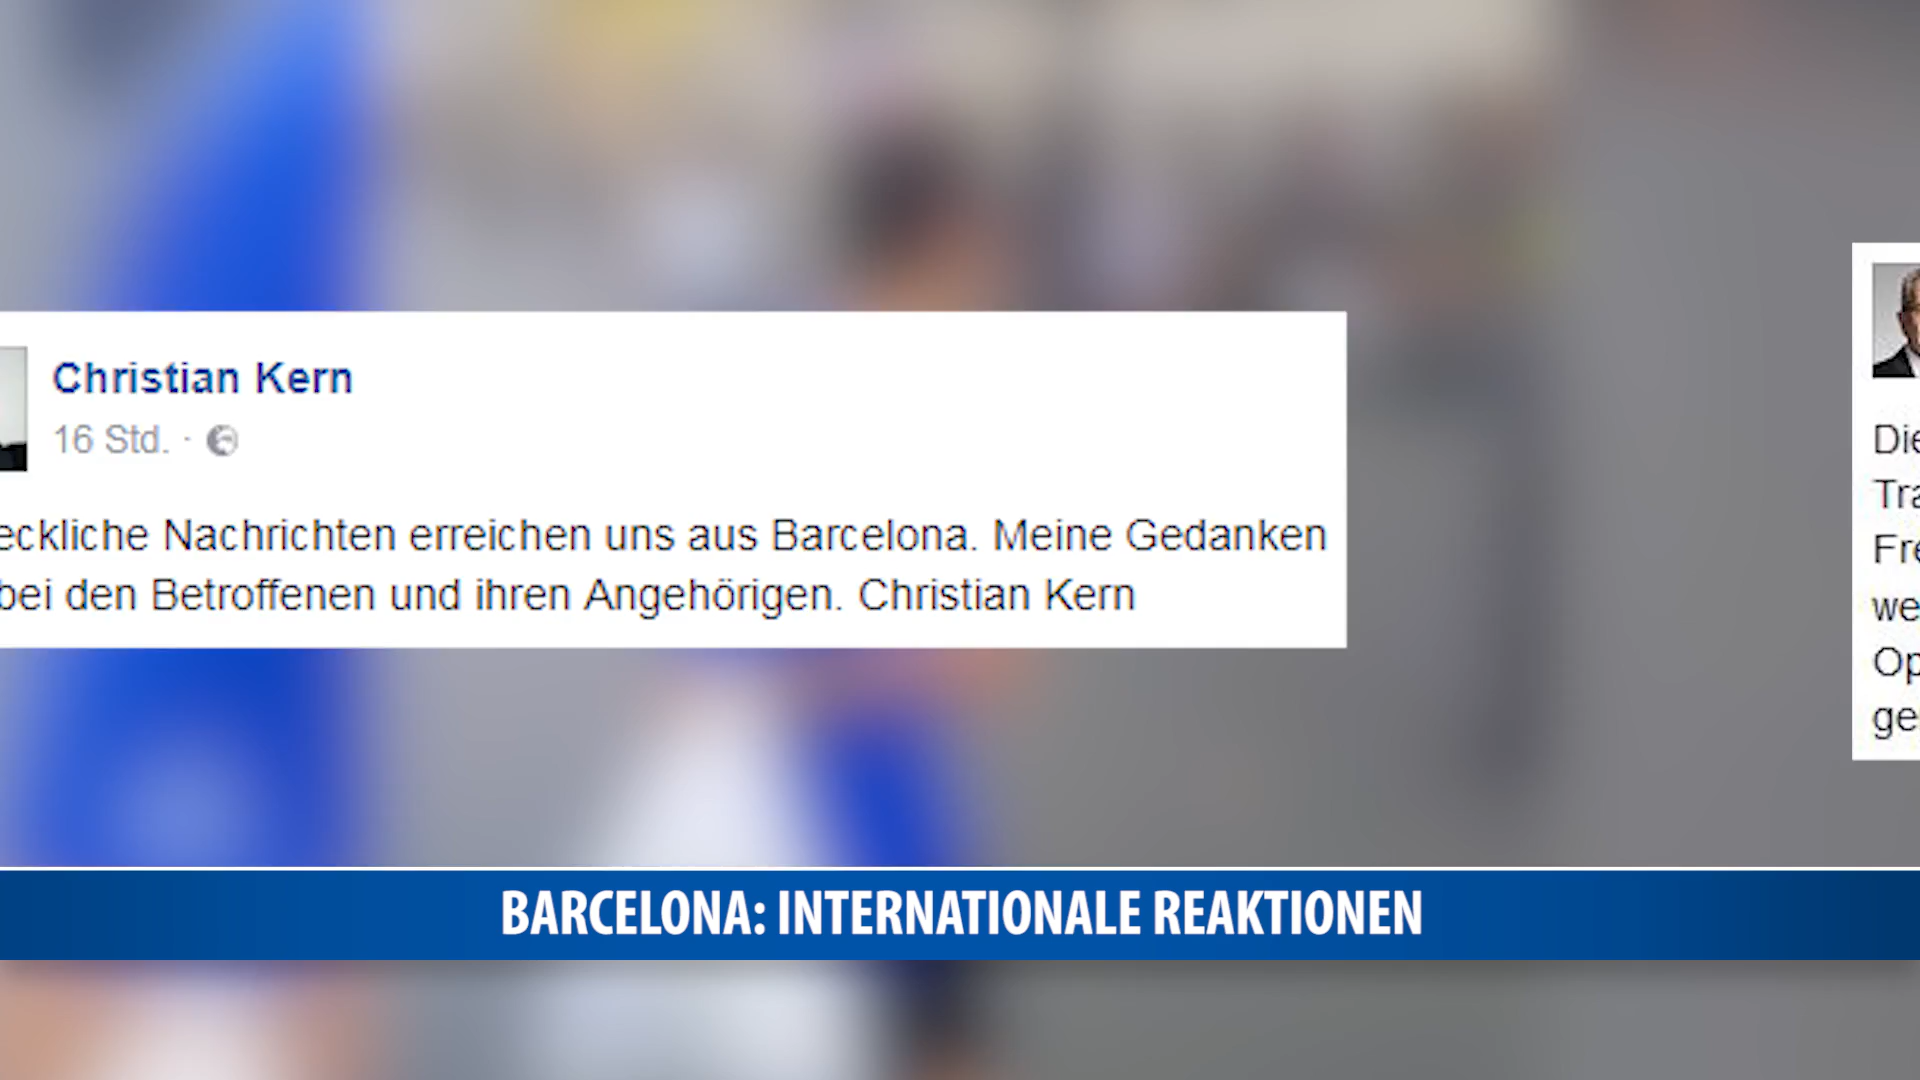 Christian Kern
16 Std. ·
eckliche Nachrichten erreichen uns aus Barcelona. Meine Gedanken
bei den Betroffenen und ihren Angehörigen. Christian Kern
Die
Tra
Fre
we
Op
ge
BARCELONA: INTERNATIONALE REAKTIONEN